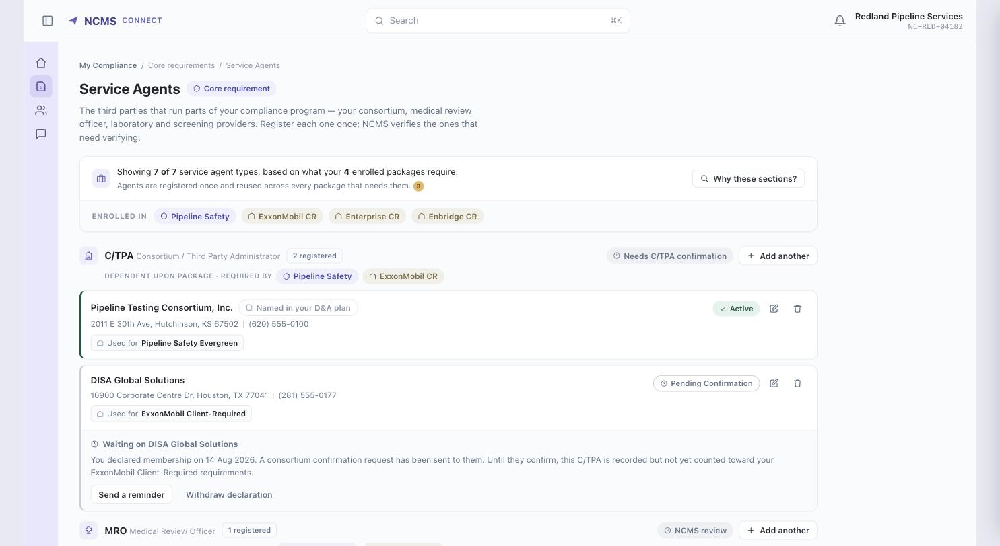 NCMS CONNECT
Search ⌘K
Redland Pipeline Services
NC-RED-04182
My Compliance / Core requirements / Service Agents
Service Agents Core requirement
The third parties that run parts of your compliance program — your consortium, medical review
officer, laboratory and screening providers. Register each one once; NCMS verifies the ones that
need verifying.
Showing 7 of 7 service agent types, based on what your 4 enrolled packages require.
Agents are registered once and reused across every package that needs them. 3
Why these sections?
ENROLLED IN Pipeline Safety ExxonMobil CR Enterprise CR Enbridge CR
C/TPA Consortium / Third Party Administrator 2 registered Needs C/TPA confirmation Add another
DEPENDENT UPON PACKAGE · REQUIRED BY Pipeline Safety ExxonMobil CR
Pipeline Testing Consortium, Inc. Named in your D&A plan Active
2011 E 30th Ave, Hutchinson, KS 67502 | (620) 555-0100
Used for Pipeline Safety Evergreen
DISA Global Solutions Pending Confirmation
10900 Corporate Centre Dr, Houston, TX 77041 | (281) 555-0177
Used for ExxonMobil Client-Required
Waiting on DISA Global Solutions
You declared membership on 14 Aug 2026. A consortium confirmation request has been sent to them. Until they confirm, this C/TPA is recorded but not yet counted toward your
ExxonMobil Client-Required requirements.
Send a reminder Withdraw declaration
MRO Medical Review Officer 1 registered NCMS review Add another